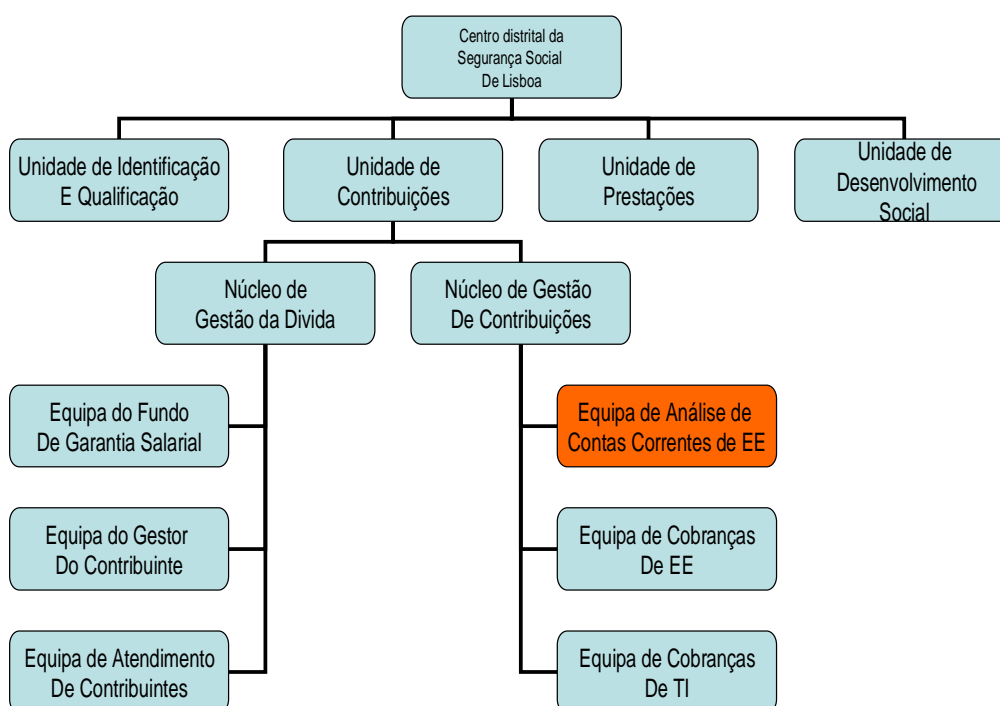 Centro distrital da
Segurança Social
De Lisboa
Unidade de Identificação
E Qualificação
Unidade de
Contribuições
Unidade de
Prestações
Unidade de
Desenvolvimento
Social
Núcleo de
Gestão da Divida
Núcleo de Gestão
De Contribuições
Equipa do Fundo
De Garantia Salarial
Equipa de Análise de
Contas Correntes de EE
Equipa do Gestor
Do Contribuinte
Equipa de Cobranças
De EE
Equipa de Atendimento
De Contribuintes
Equipa de Cobranças
De TI